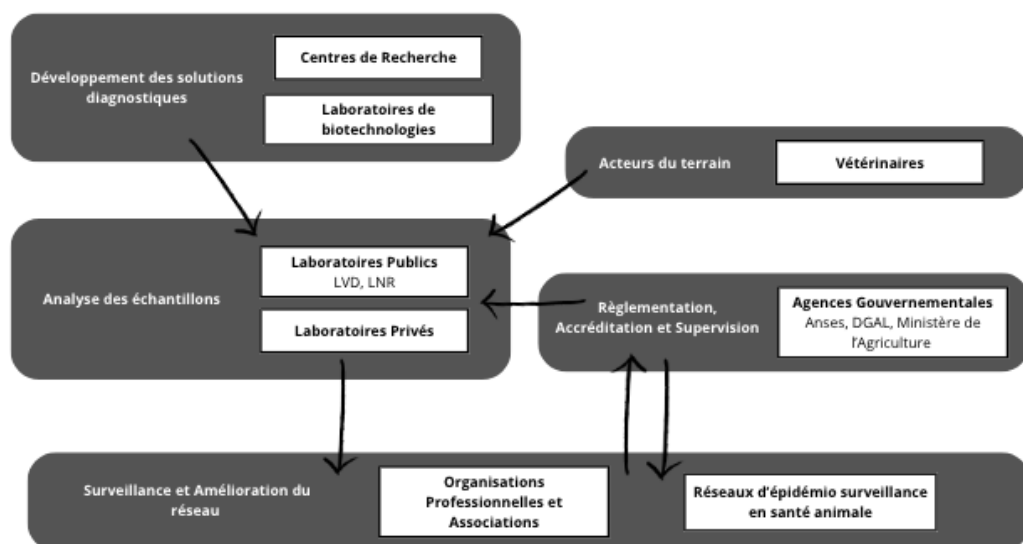 Développement des solutions
diagnostiques
Centres de Recherche
Laboratoires de
biotechnologies
Acteurs du terrain
Vétérinaires
Analyse des échantillons
Laboratoires Publics
LVD, LNR
Laboratoires Privés
Règlementation,
Accréditation et Supervision
Agences Gouvernementales
Anses, DGAL, Ministère de
l'Agriculture
Surveillance et Amélioration du
réseau
Organisations
Professionnelles et
Associations
Réseaux d'épidémio surveillance
en santé animale